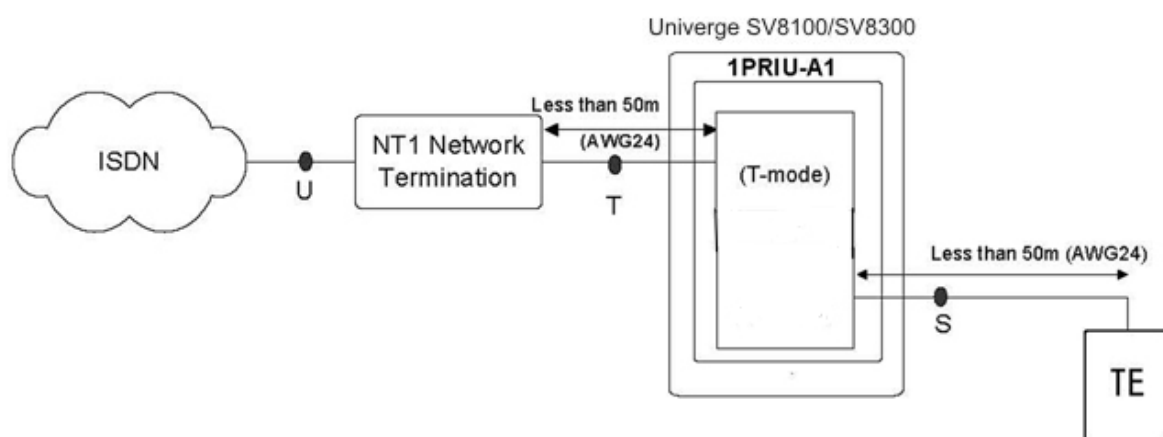 Univerge SV8100/SV8300
1PRIU-A1
Less than 50m
(AWG24)
ISDN
NT1 Network
Termination
(T-mode)
U
T
Less than 50m (AWG24)
S
TE